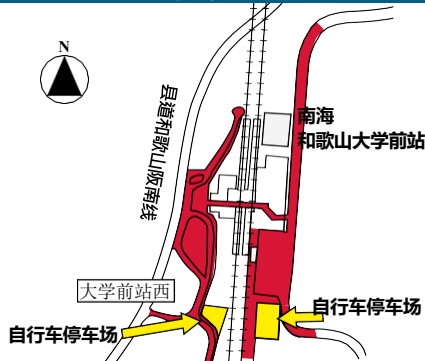 N
县道和歌山阪南线
南海
和歌山大学前站
大学前站西
自行车停车场
自行车停车场